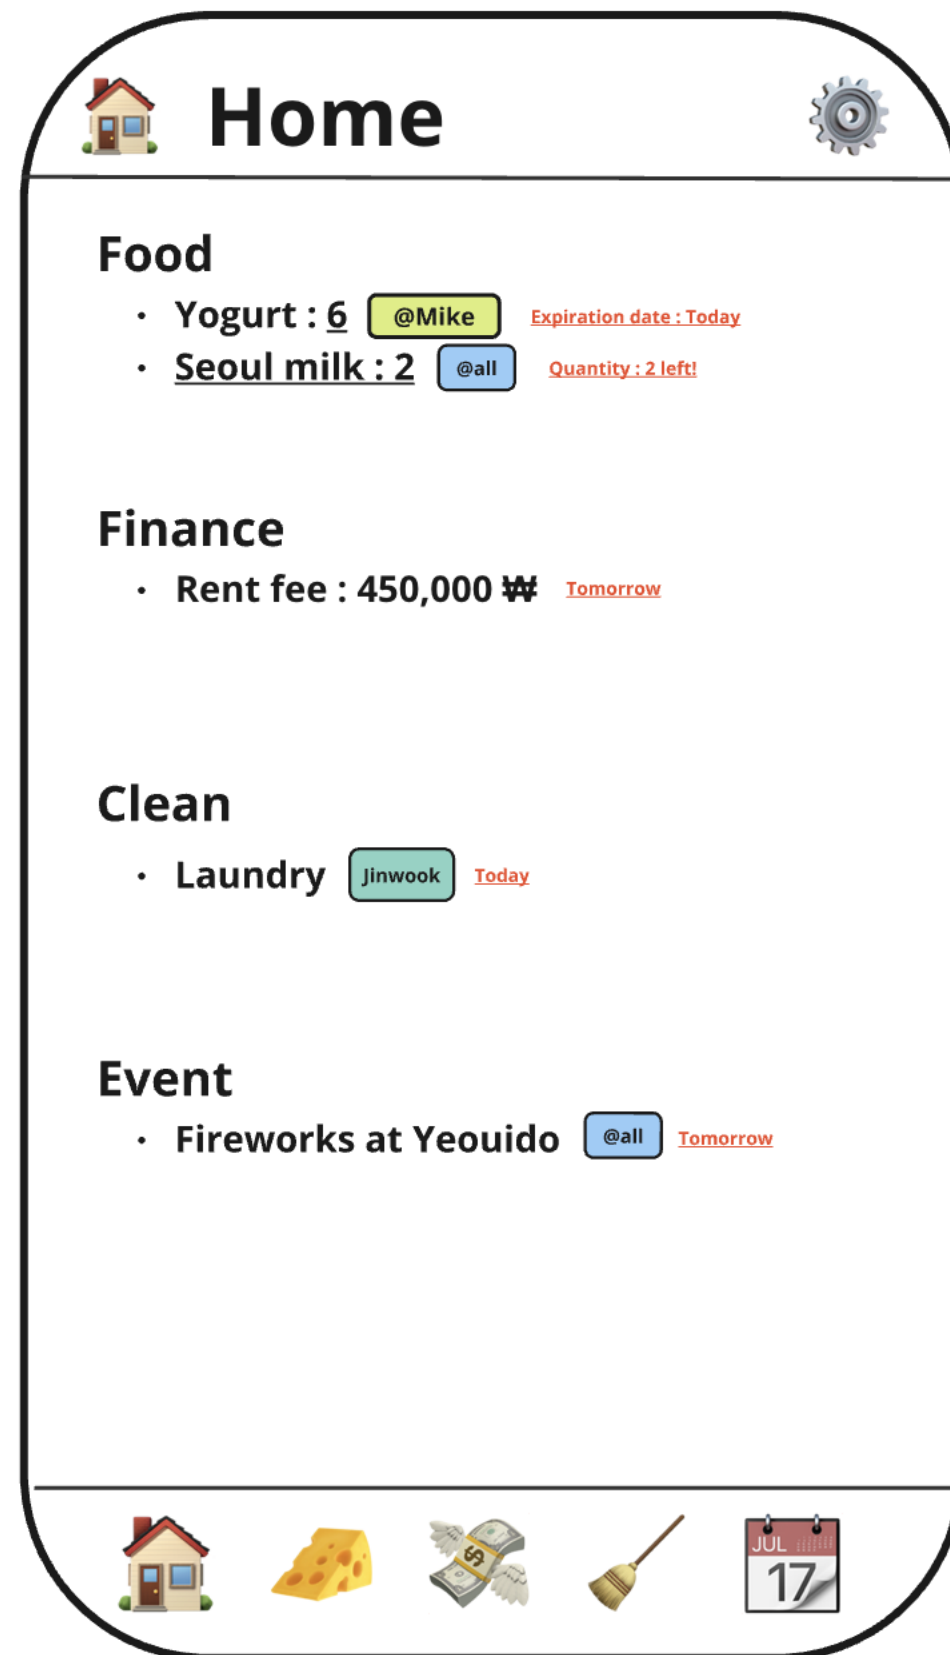 Home
Food
· Yogurt : 6 @Mike Expiration date : Today
· Seoul milk : 2 @all Quantity : 2 left!
Finance
· Rent fee : 450,000 ₩ Tomorrow
Clean
· Laundry Jinwook Today
Event
· Fireworks at Yeouido @all Tomorrow
JUL
17